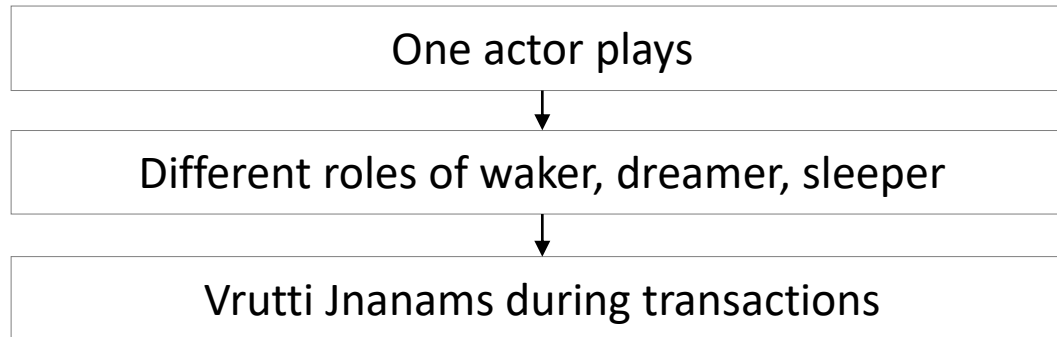 One actor plays
Different roles of waker, dreamer, sleeper
Vrutti Jnanams during transactions